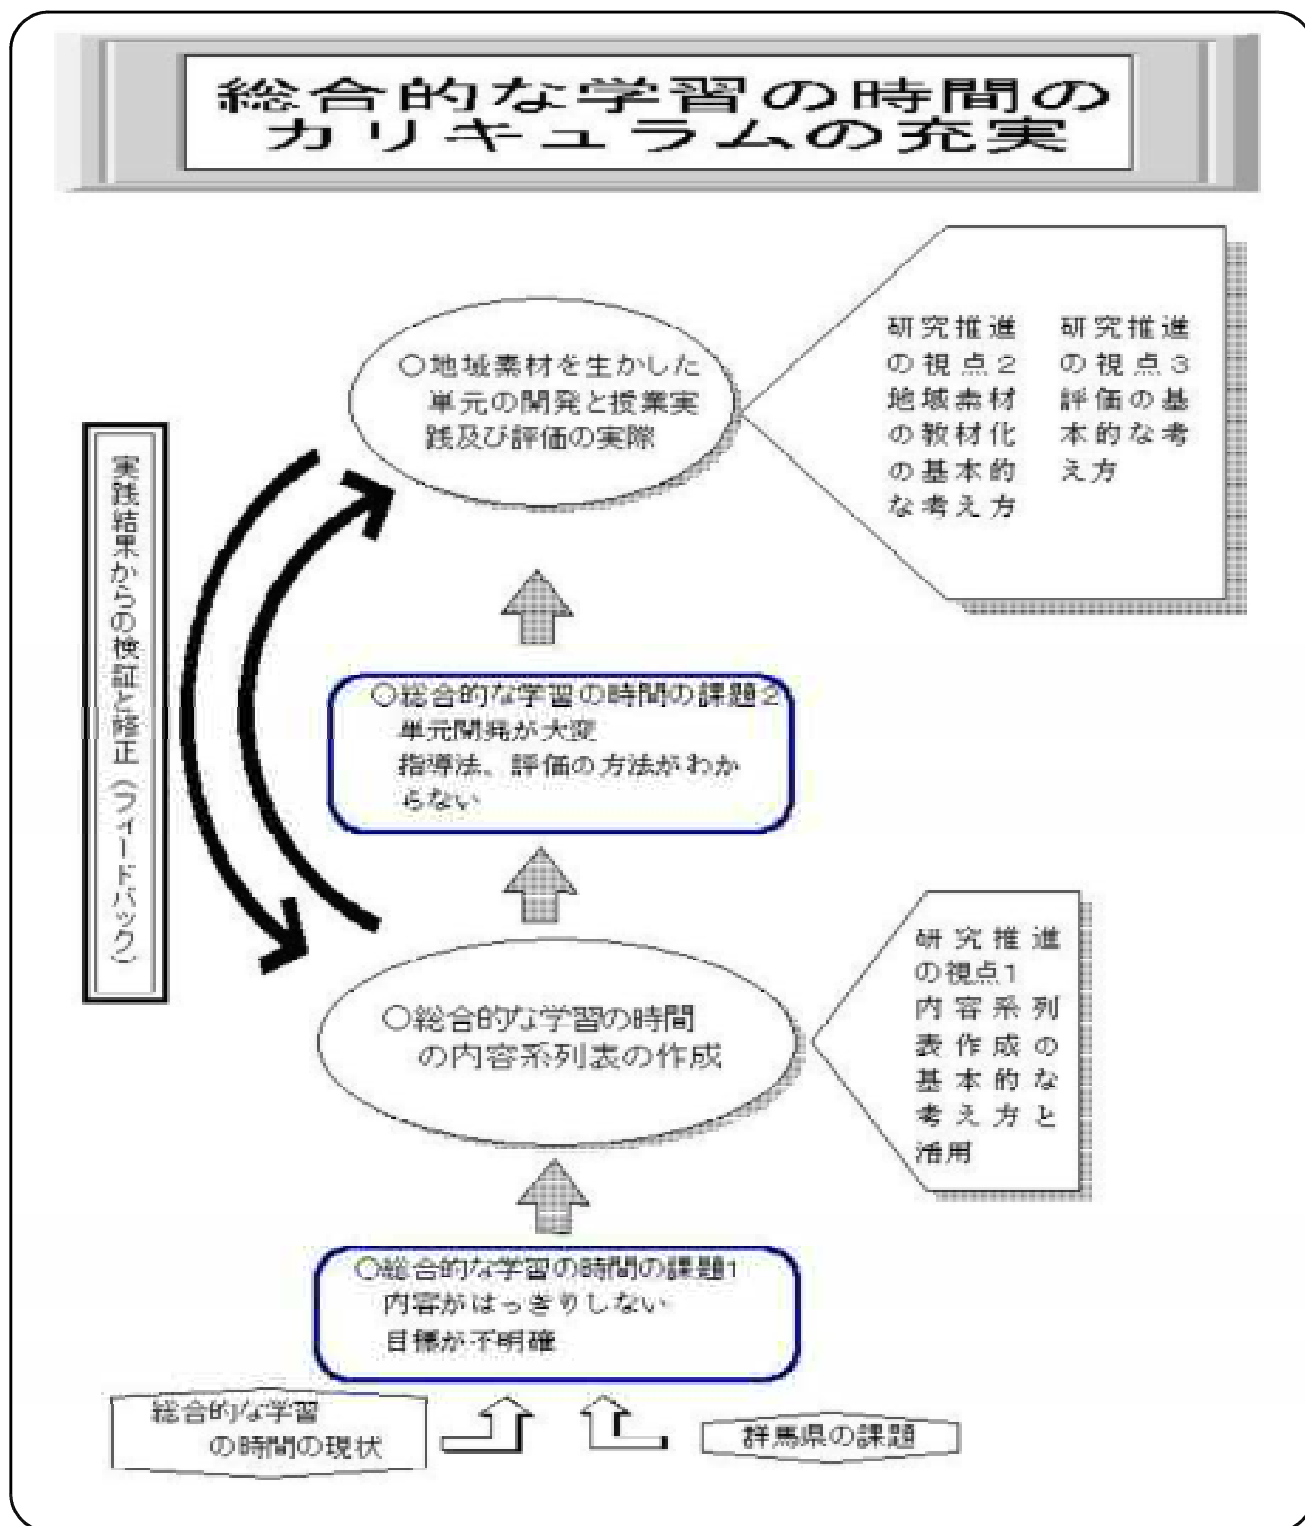 総合的な学習の時間の
カリキュラムの充実
○地域素材を生かした
単元の開発と授業実
践及び評価の実際
研究推進
の視点2
地域素材
の教材化
の基本的
な考え方
研究推進
の視点3
評価の基
本的な考
え方
実践結果からの検証と修正(フィードバック)
○総合的な学習の時間の課題2
単元開発が大変
指導法、評価の方法がわか
らない
○総合的な学習の時間
の内容系列表の作成
研究推進
の視点1
内容系列
表作成の
基本的な
考え方と
活用
○総合的な学習の時間の課題1
内容がはっきりしない
目標が不明確
総合的な学習
の時間の現状
群馬県の課題